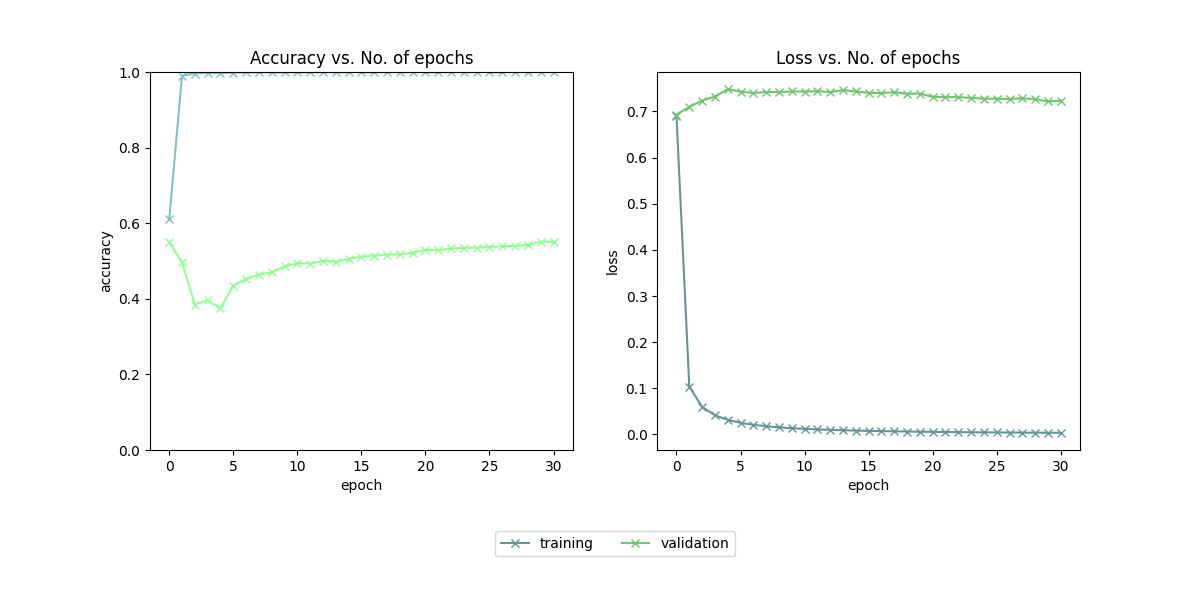 Accuracy vs. No. of epochs
1.0
0.8
0.6
0.4
0.2
0.0
accuracy
0 5 10 15 20 25 30
epoch
Loss vs. No. of epochs
0.7
0.6
0.5
0.4
0.3
0.2
0.1
0.0
loss
0 5 10 15 20 25 30
epoch
training validation